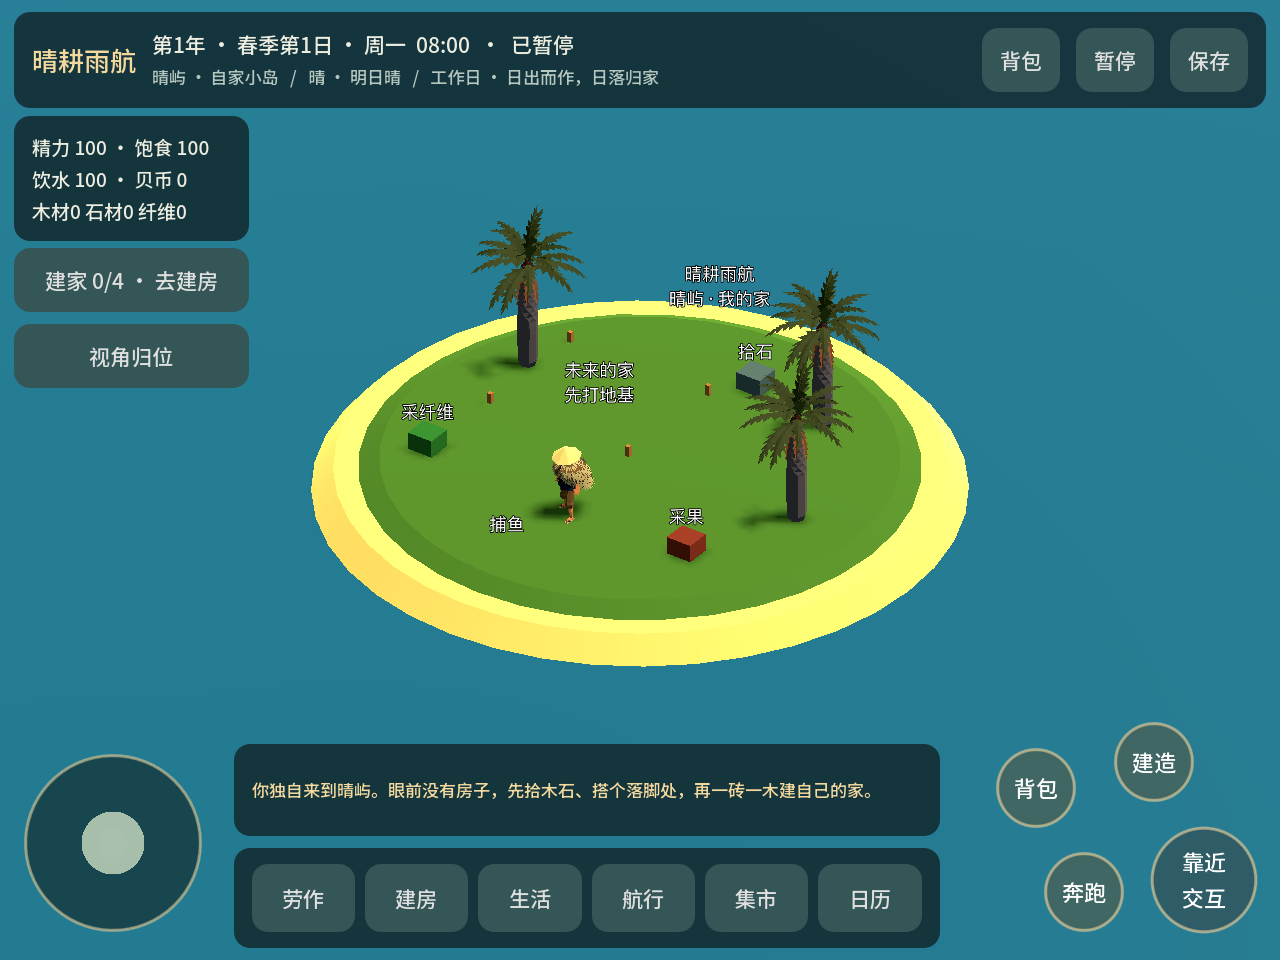 晴耕雨航
第1年 · 春季第1日 · 周一 08:00 · 已暂停
晴屿 · 自家小岛 / 晴 · 明日晴 / 工作日 · 日出而作，日落归家
背包
暂停
保存
精力 100 · 饱食 100
饮水 100 · 贝币 0
木材0 石材0 纤维0
建家 0/4 · 去建房
视角归位
晴耕雨航
晴屿 · 我的家
拾石
未来的家
先打地基
采纤维
捕鱼
采果
你独自来到晴屿。眼前没有房子，先拾木石、搭个落脚处，再一砖一木建自己的家。
劳作
建房
生活
航行
集市
日历
背包
建造
奔跑
靠近
交互